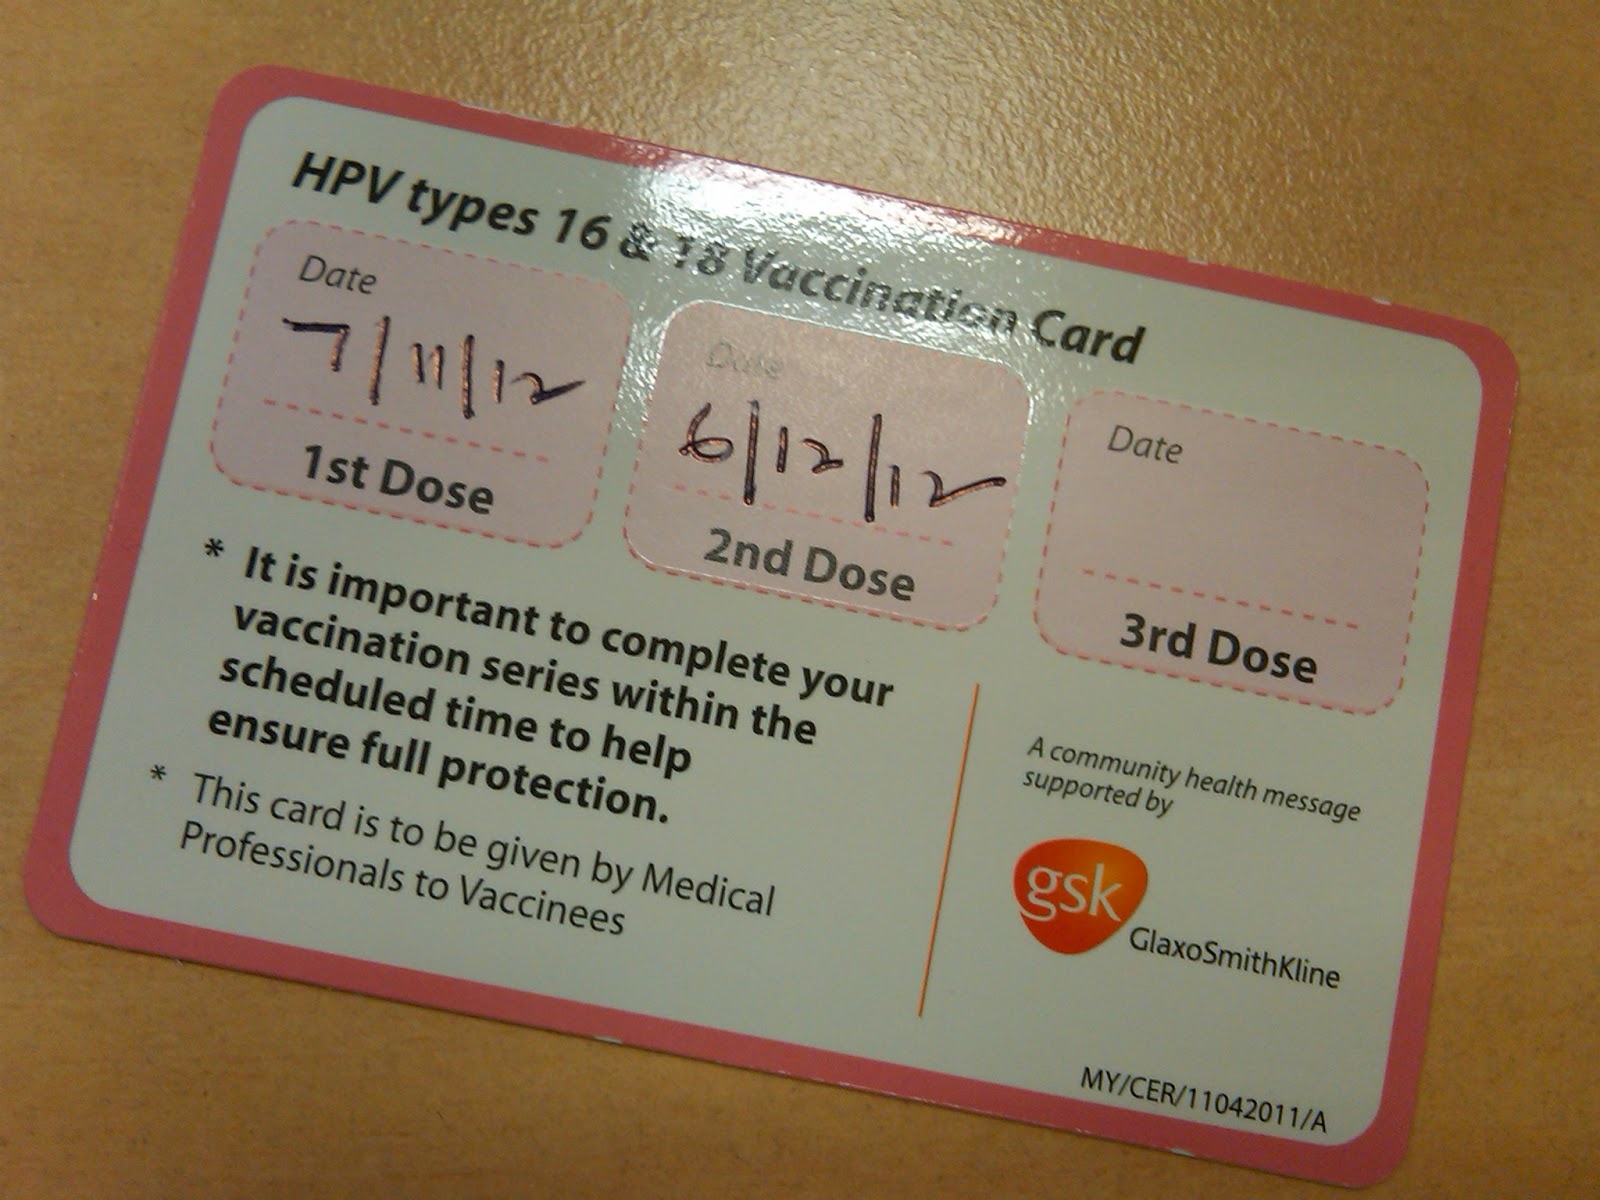 HPV types 16 & 18 Vaccination Card
Date
7/11/12
1st Dose
Date
6/12/12
2nd Dose
Date
3rd Dose
* It is important to complete your
vaccination series within the
scheduled time to help
ensure full protection.
* This card is to be given by Medical
Professionals to Vaccinees
A community health message
supported by
gsk
GlaxoSmithKline
MY/CER/11042011/A